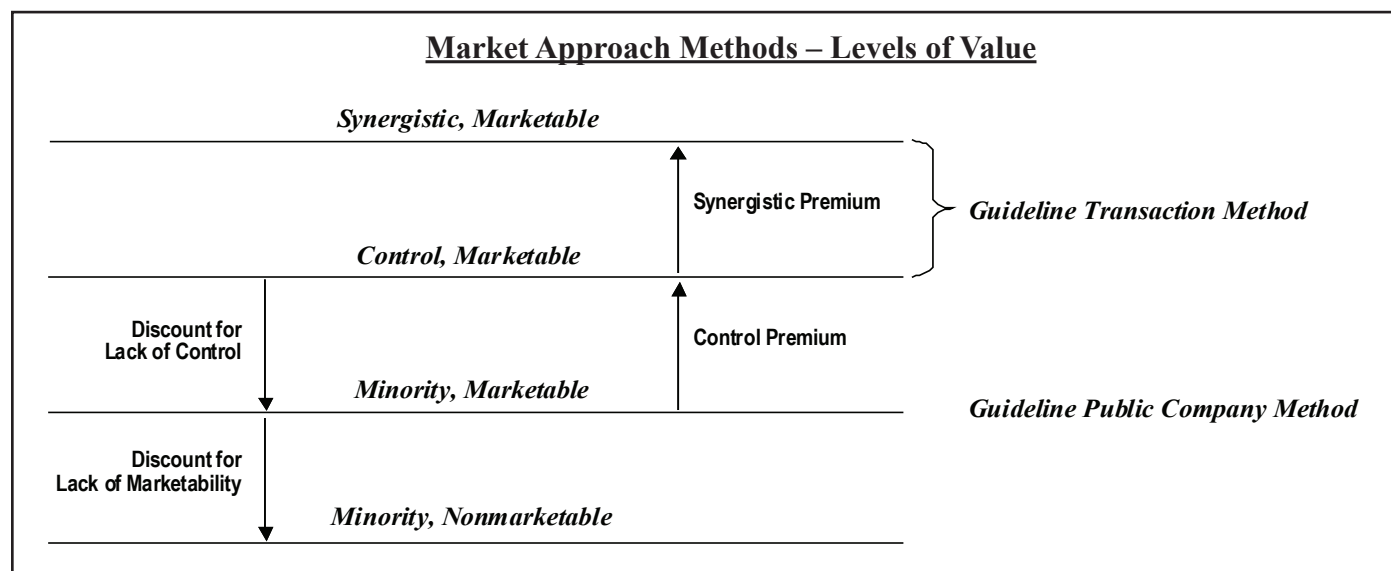 Market Approach Methods – Levels of Value
Synergistic, Marketable
Synergistic Premium
Guideline Transaction Method
Control, Marketable
Discount for
Lack of Control
Control Premium
Minority, Marketable
Guideline Public Company Method
Discount for
Lack of Marketability
Minority, Nonmarketable